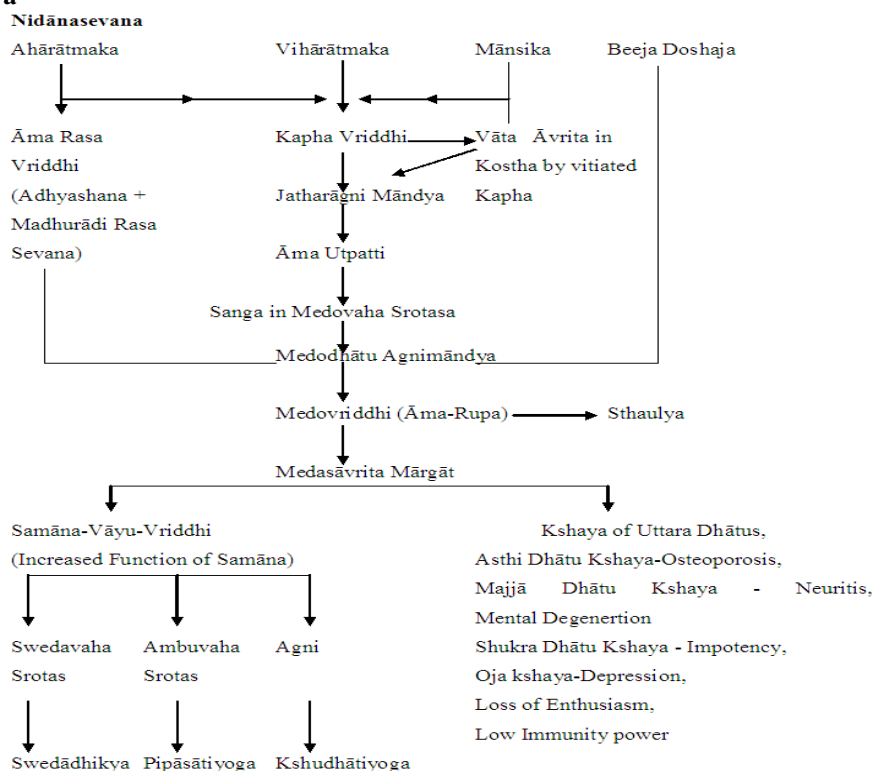 a
Nidānasevana
Ahārātmaka Vihārātmaka Mānsika Beeja Doshaja
Āma Rasa Kapha Vriddhi Vāta Āvrita in
Vriddhi Kostha by vitiated
(Adhyashana + Jatharāgni Māndya Kapha
Madhurādi Rasa
Sevana) Āma Utpatti
Sanga in Medovaha Srotasa
Medodhātu Agnimāndya
Medovriddhi (Āma-Rupa) Sthaulya
Medasāvrita Mārgāt
Samāna-Vāyu-Vriddhi Kshaya of Uttara Dhātus,
(Increased Function of Samāna) Asthi Dhātu Kshaya-Osteoporosis,
Majjā Dhātu Kshaya - Neuritis,
Mental Degenertion
Swedavaha Ambuvaha Agni Shukra Dhātu Kshaya - Impotency,
Srotas Srotas Oja kshaya-Depression,
Loss of Enthusiasm,
Low Immunity power
Swedādhikya Pipāsātiyoga Kshudhātiyoga